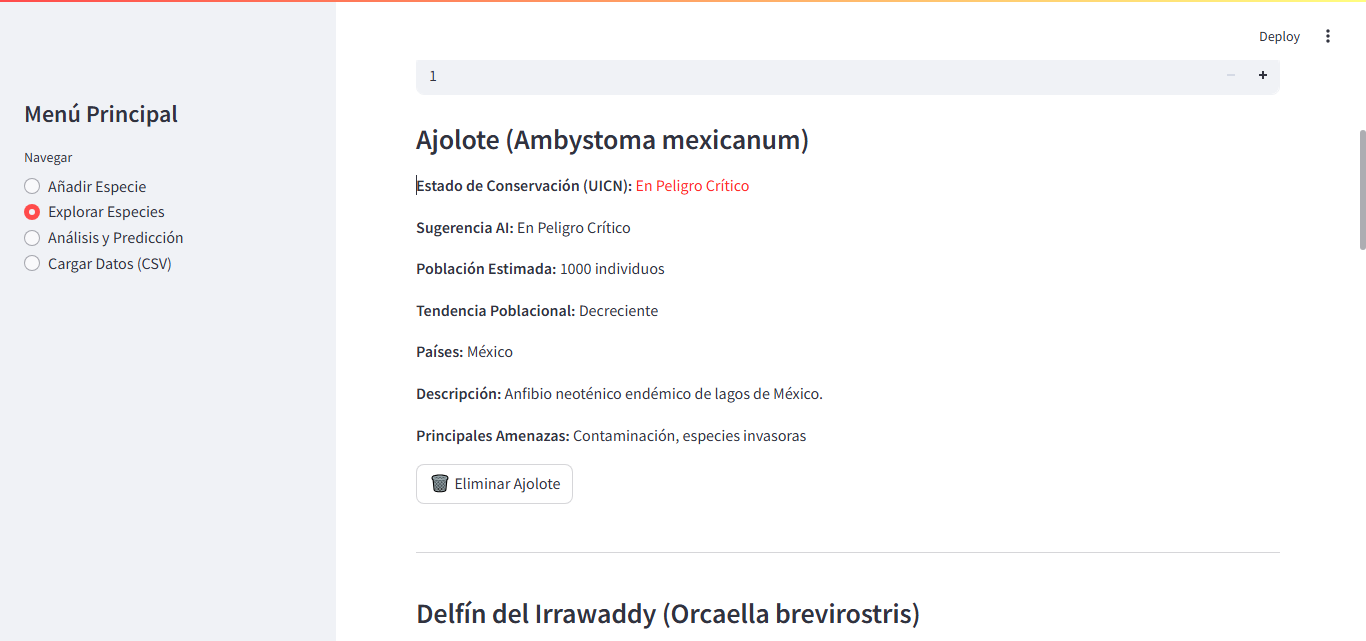 Deploy
1
Menú Principal
Navegar
Añadir Especie
Explorar Especies
Análisis y Predicción
Cargar Datos (CSV)
Ajolote (Ambystoma mexicanum)
Estado de Conservación (UICN): En Peligro Crítico
Sugerencia AI: En Peligro Crítico
Población Estimada: 1000 individuos
Tendencia Poblacional: Decreciente
Países: México
Descripción: Anfibio neoténico endémico de lagos de México.
Principales Amenazas: Contaminación, especies invasoras
Eliminar Ajolote
Delfín del Irrawaddy (Orcaella brevirostris)